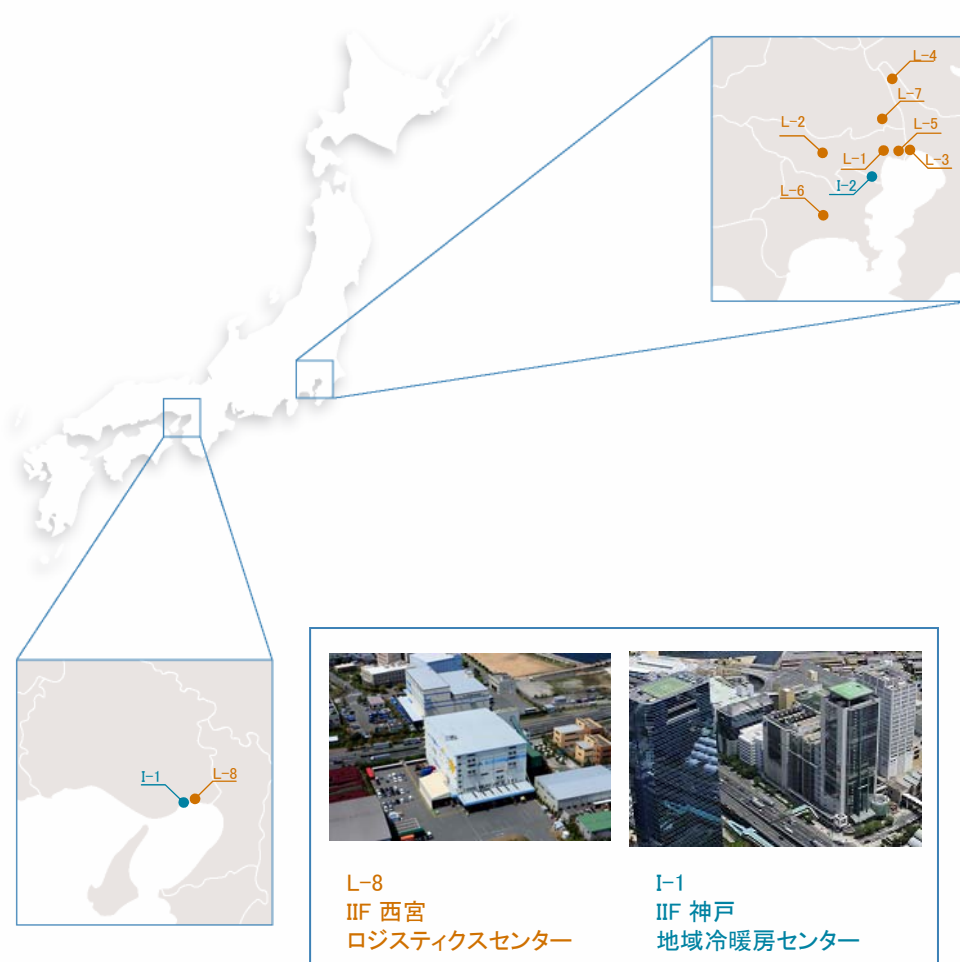 L-4
L-7
L-2
L-5
L-1
L-3
I-2
L-6
I-1
L-8
L-8
IIF 西宮
ロジスティクスセンター
I-1
IIF 神戸
地域冷暖房センター